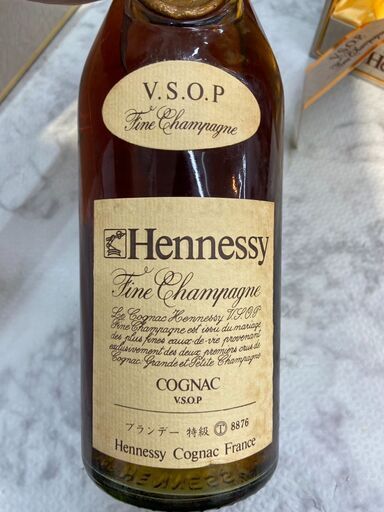 V.S.O.P
Fine Champagne
Hennessy
Fine Champagne
Le Cognac Hennessy V.S.O.P
Fine Champagne est issu du mariage
des plus fines eaux-de-vie provenant
exclusivement des deux premiers crus de
Cognac, Grande et Petite Champagne
COGNAC
V.S.O.P
ブランデー 特級 Ⓣ 8876
Hennessy Cognac France
HENNESSY
V.S.O.P